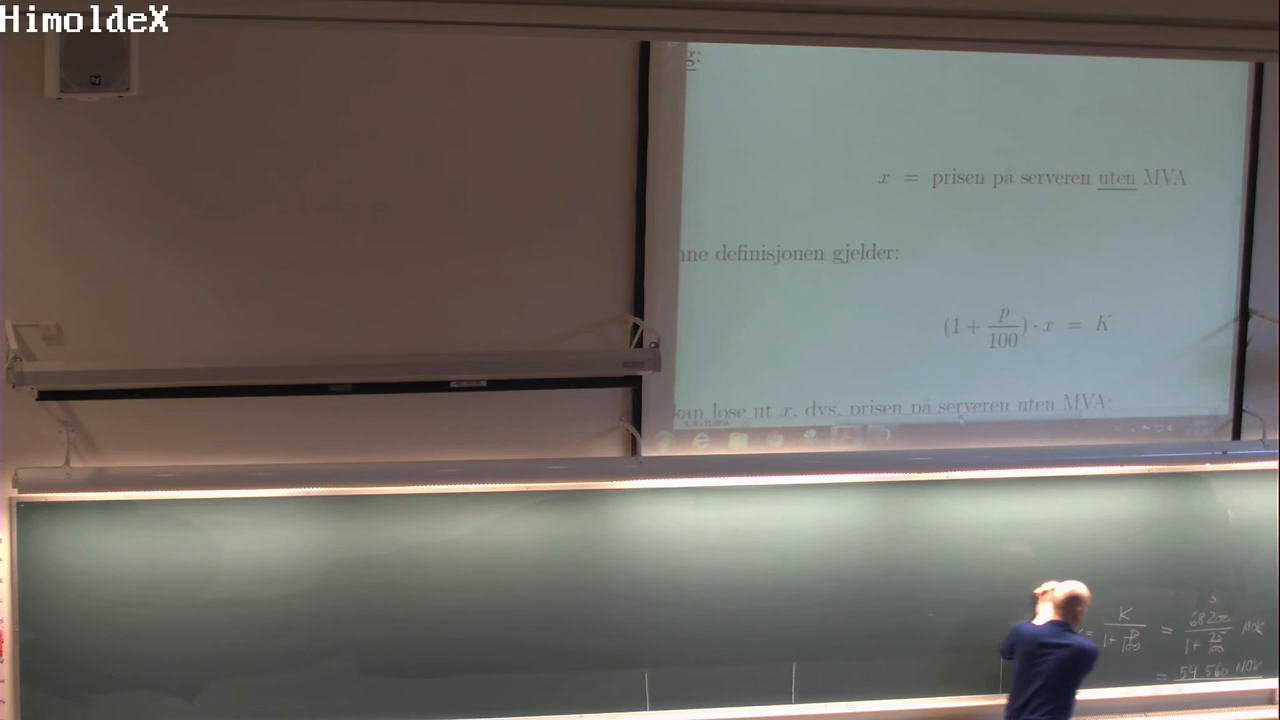 HimoldeX
g:
x = prisen på serveren uten MVA
nne definisjonen gjelder:
(1 + p/100) · x = K
kan løse ut x, dvs. prisen på serveren uten MVA:
= K / (1 + p/100) = 68200 / (1 + 25/100) NOK
= 54 560 NOK